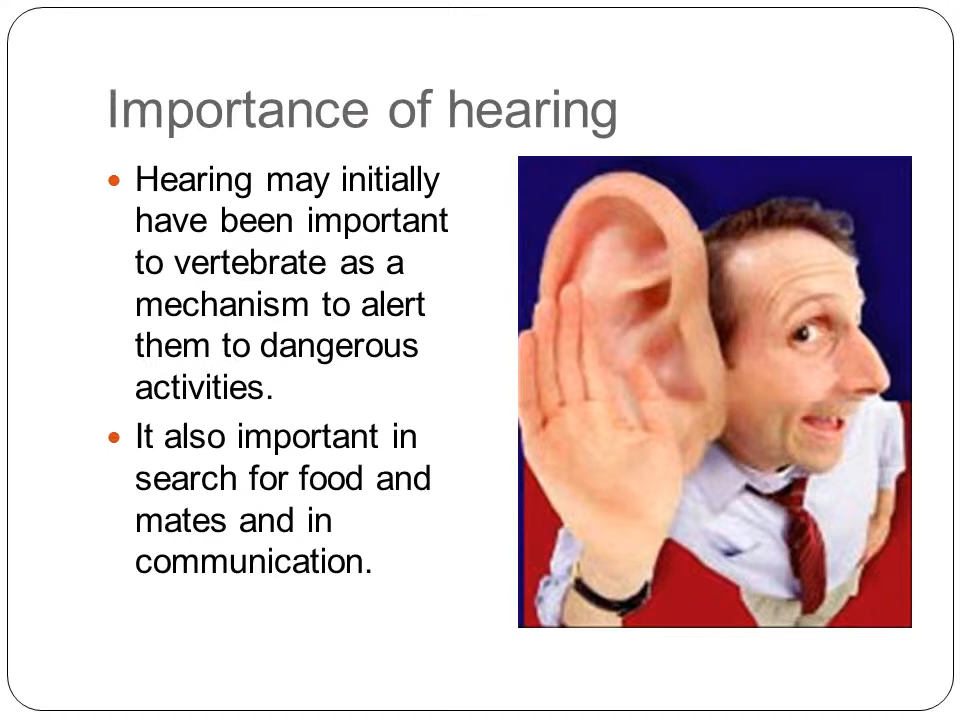 Importance of hearing
Hearing may initially
have been important
to vertebrate as a
mechanism to alert
them to dangerous
activities.
It also important in
search for food and
mates and in
communication.